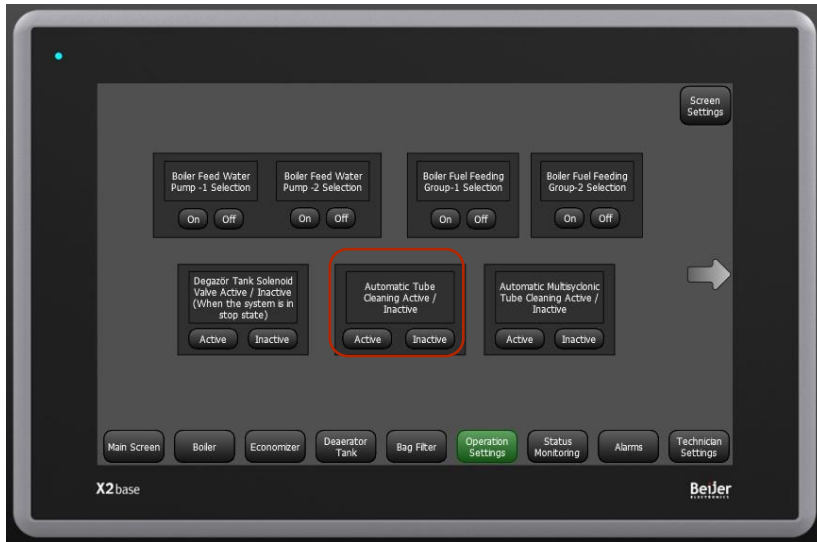 Screen
Settings
Boiler Feed Water
Pump -1 Selection
Boiler Feed Water
Pump -2 Selection
Boiler Fuel Feeding
Group-1 Selection
Boiler Fuel Feeding
Group-2 Selection
On Off
On Off
On Off
On Off
Degazör Tank Solenoid
Valve Active / Inactive
(When the system is in
stop state)
Active Inactive
Automatic Tube
Cleaning Active /
Inactive
Active Inactive
Automatic Multisyclonic
Tube Cleaning Active /
Inactive
Active Inactive
Main Screen
Boiler
Economizer
Deaerator
Tank
Bag Filter
Operation
Settings
Status
Monitoring
Alarms
Technician
Settings
X2base
Beijer
ELECTRONICS